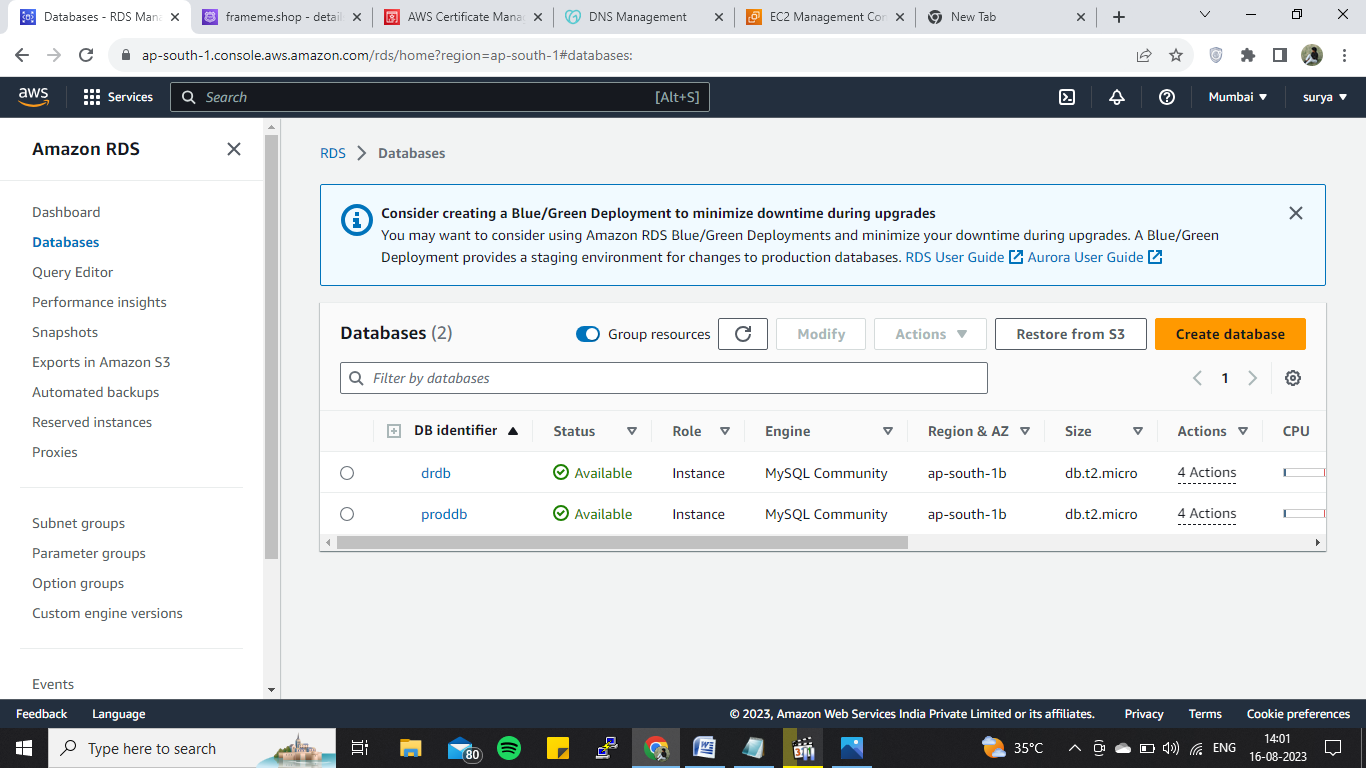 Databases - RDS Man
frameme.shop - detail
AWS Certificate Mana
DNS Management
EC2 Management Con
New Tab
ap-south-1.console.aws.amazon.com/rds/home?region=ap-south-1#databases:
aws
Services
Search
[Alt+S]
Mumbai
surya
Amazon RDS
Dashboard
Databases
Query Editor
Performance insights
Snapshots
Exports in Amazon S3
Automated backups
Reserved instances
Proxies
Subnet groups
Parameter groups
Option groups
Custom engine versions
Events
RDS > Databases
Consider creating a Blue/Green Deployment to minimize downtime during upgrades
You may want to consider using Amazon RDS Blue/Green Deployments and minimize your downtime during upgrades. A Blue/Green
Deployment provides a staging environment for changes to production databases. RDS User Guide Aurora User Guide
Databases (2)
Group resources
Modify
Actions
Restore from S3
Create database
Filter by databases
1
DB identifier Status Role Engine Region & AZ Size Actions CPU
drdb Available Instance MySQL Community ap-south-1b db.t2.micro 4 Actions
proddb Available Instance MySQL Community ap-south-1b db.t2.micro 4 Actions
Feedback Language © 2023, Amazon Web Services India Private Limited or its affiliates. Privacy Terms Cookie preferences
Type here to search
80
35°C
ENG
14:01
16-08-2023